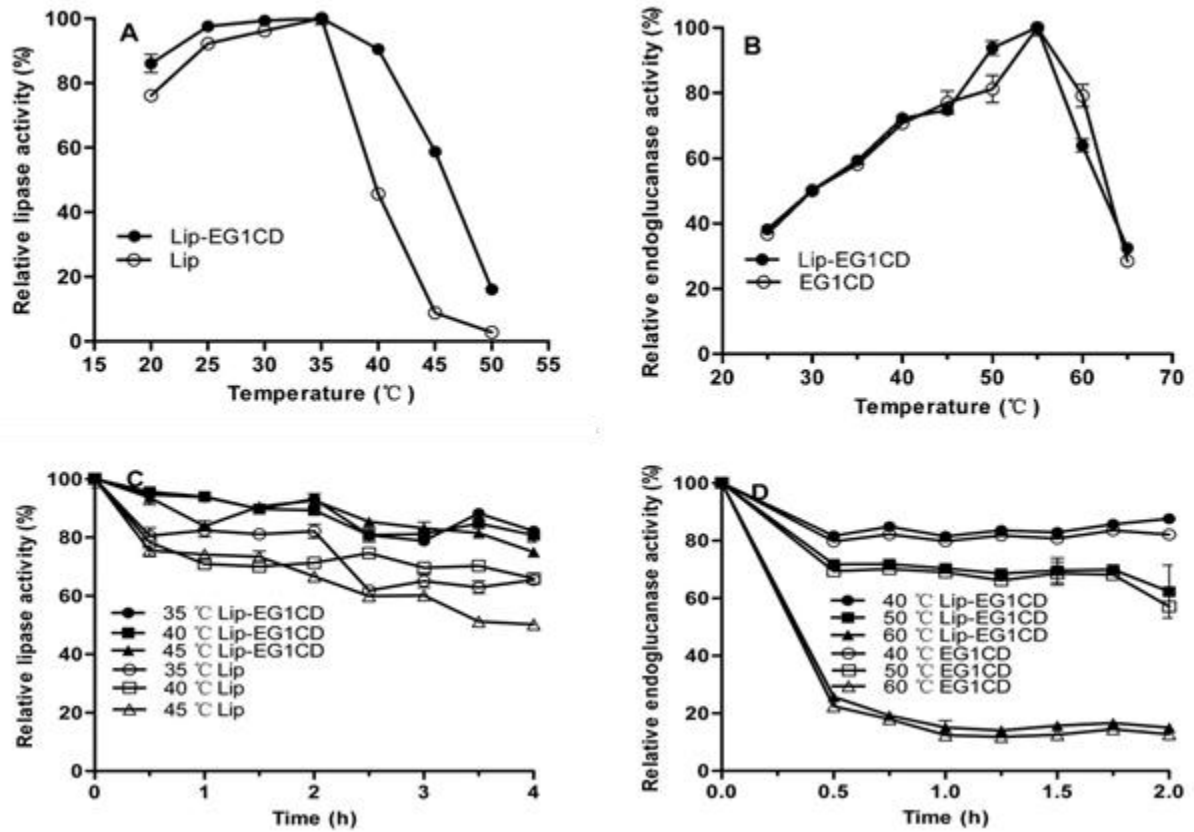 A
Relative lipase activity (%)
100
80
60
40
20
0
Lip-EG1CD
Lip
15 20 25 30 35 40 45 50 55
Temperature (℃)
B
Relative endoglucanase activity (%)
100
80
60
40
20
0
Lip-EG1CD
EG1CD
20 30 40 50 60 70
Temperature (℃)
C
Relative lipase activity (%)
100
80
60
40
20
0
35 ℃ Lip-EG1CD
40 ℃ Lip-EG1CD
45 ℃ Lip-EG1CD
35 ℃ Lip
40 ℃ Lip
45 ℃ Lip
0 1 2 3 4
Time (h)
D
Relative endoglucanase activity (%)
100
80
60
40
20
0
40 ℃ Lip-EG1CD
50 ℃ Lip-EG1CD
60 ℃ Lip-EG1CD
40 ℃ EG1CD
50 ℃ EG1CD
60 ℃ EG1CD
0.0 0.5 1.0 1.5 2.0
Time (h)